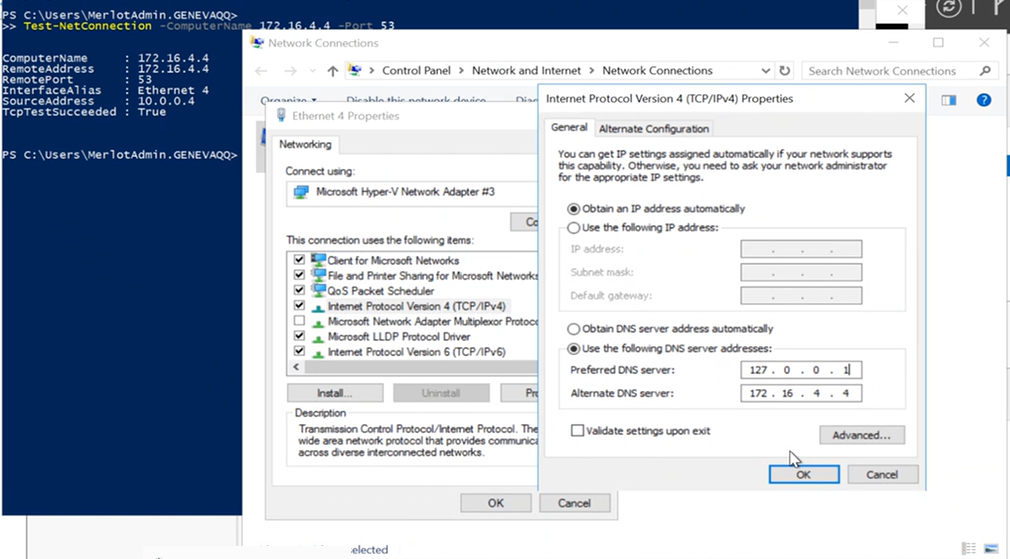 PS C:\Users\MerlotAdmin.GENEVAQQ>
>> Test-NetConnection -ComputerName 172.16.4.4 -Port 53
ComputerName : 172.16.4.4
RemoteAddress : 172.16.4.4
RemotePort : 53
InterfaceAlias : Ethernet 4
SourceAddress : 10.0.0.4
TcpTestSucceeded : True
PS C:\Users\MerlotAdmin.GENEVAQQ>
Network Connections
Control Panel > Network and Internet > Network Connections
Search Network Connections
Organize
Disable this network device
Ethernet 4 Properties
Networking
Connect using:
Microsoft Hyper-V Network Adapter #3
This connection uses the following items:
Client for Microsoft Networks
File and Printer Sharing for Microsoft Networks
QoS Packet Scheduler
Internet Protocol Version 4 (TCP/IPv4)
Microsoft Network Adapter Multiplexor Protoco
Microsoft LLDP Protocol Driver
Internet Protocol Version 6 (TCP/IPv6)
Install...
Uninstall
Pr
Description
Transmission Control Protocol/Internet Protocol. The
wide area network protocol that provides communica
across diverse interconnected networks.
OK
Cancel
selected
Internet Protocol Version 4 (TCP/IPv4) Properties
General
Alternate Configuration
You can get IP settings assigned automatically if your network supports
this capability. Otherwise, you need to ask your network administrator
for the appropriate IP settings.
Obtain an IP address automatically
Use the following IP address:
IP address:
Subnet mask:
Default gateway:
Obtain DNS server address automatically
Use the following DNS server addresses:
Preferred DNS server: 127 . 0 . 0 . 1
Alternate DNS server: 172 . 16 . 4 . 4
Validate settings upon exit
Advanced...
OK
Cancel